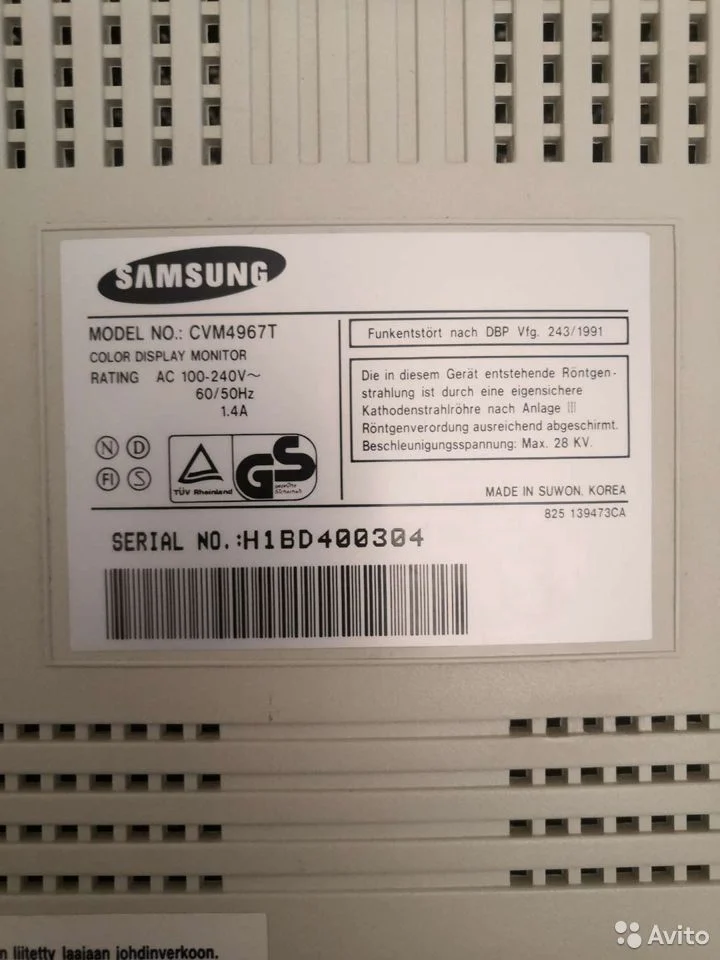 SAMSUNG
MODEL NO.: CVM4967T
COLOR DISPLAY MONITOR
RATING AC 100-240V~
60/50Hz
1.4A
N D
FI S
TÜV Rheinland
GS
geprüfte
Sicherheit
Funkentstört nach DBP Vfg. 243/1991
Die in diesem Gerät entstehende Röntgen-
strahlung ist durch eine eigensichere
Kathodenstrahlröhre nach Anlage III
Röntgenverordung ausreichend abgeschirmt.
Beschleunigungsspannung: Max. 28 KV.
MADE IN SUWON, KOREA
825 139473CA
SERIAL NO.:H1BD400304
n liitetty laajaan johdinverkoon.
Avito